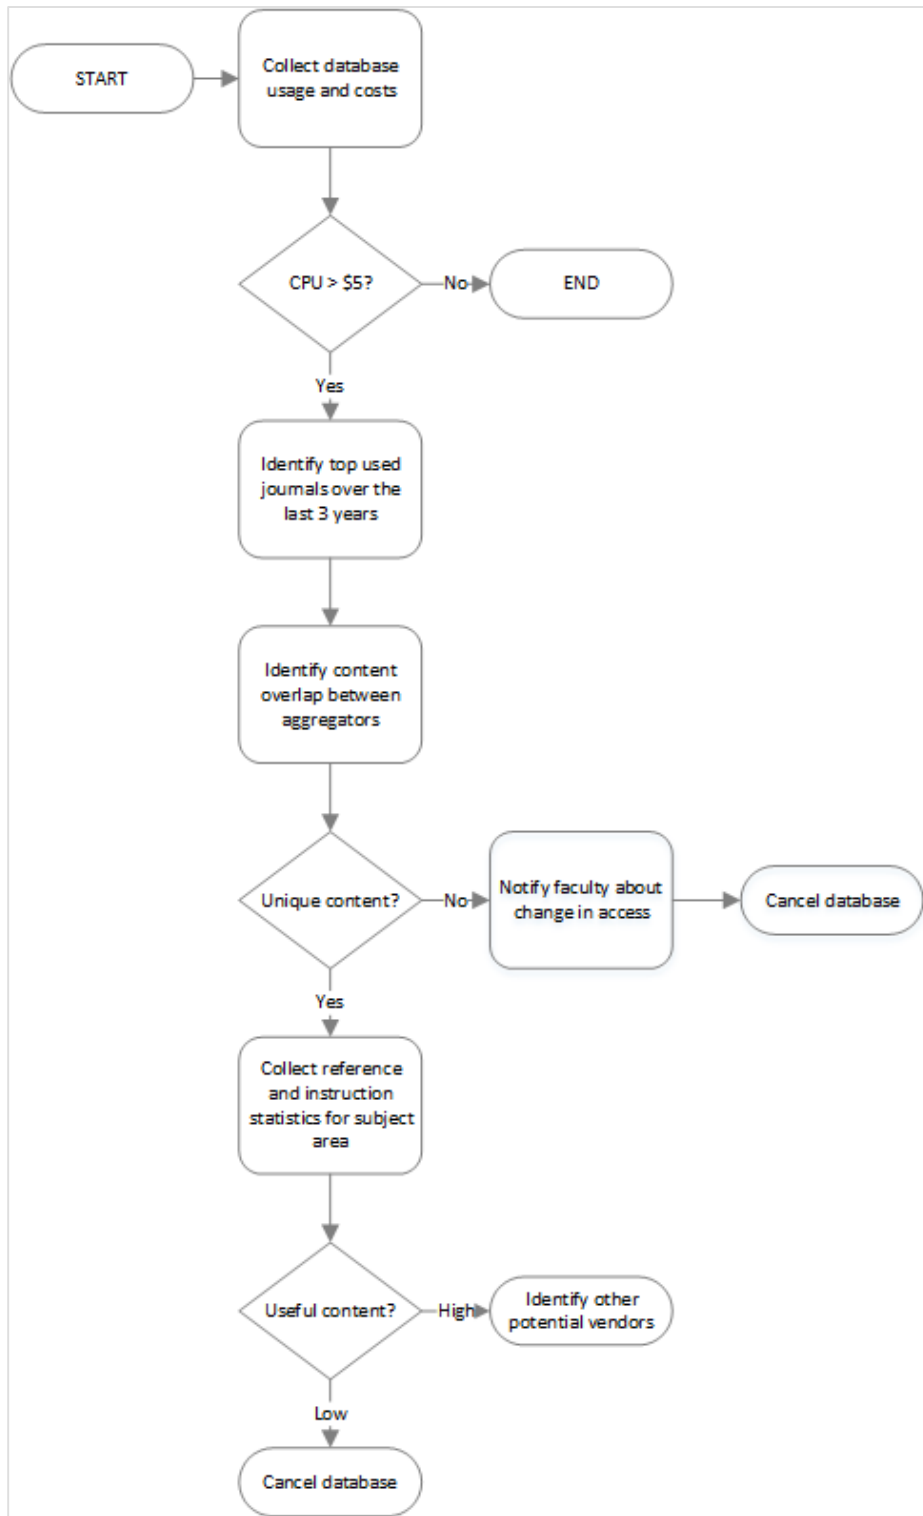 START
Collect database
usage and costs
CPU > $5?
No
END
Yes
Identify top used
journals over the
last 3 years
Identify content
overlap between
aggregators
Unique content?
No
Notify faculty about
change in access
Cancel database
Yes
Collect reference
and instruction
statistics for subject
area
Useful content?
High
Identify other
potential vendors
Low
Cancel database